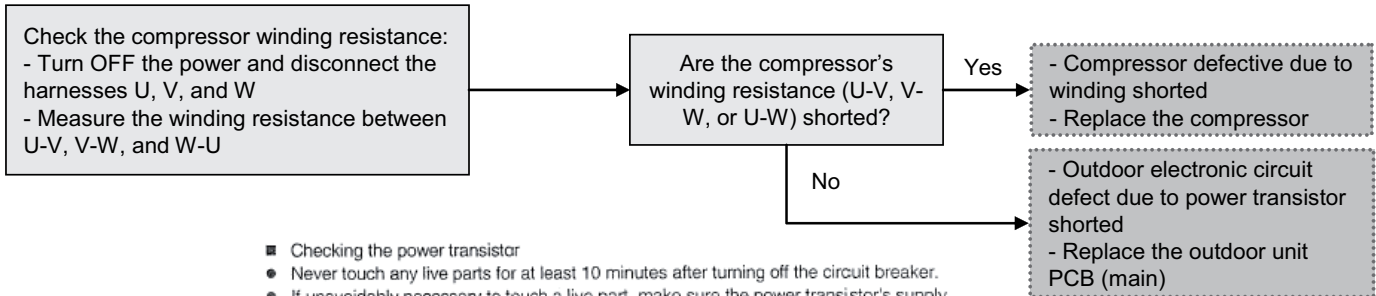 Check the compressor winding resistance:
- Turn OFF the power and disconnect the
harnesses U, V, and W
- Measure the winding resistance between
U-V, V-W, and W-U
Are the compressor's
winding resistance (U-V, V-
W, or U-W) shorted?
Yes
- Compressor defective due to
winding shorted
- Replace the compressor
No
- Outdoor electronic circuit
defect due to power transistor
shorted
- Replace the outdoor unit
PCB (main)
■ Checking the power transistor
● Never touch any live parts for at least 10 minutes after turning off the circuit breaker.
● If unavoidably necessary to touch a live part, make sure the power transistor's supply